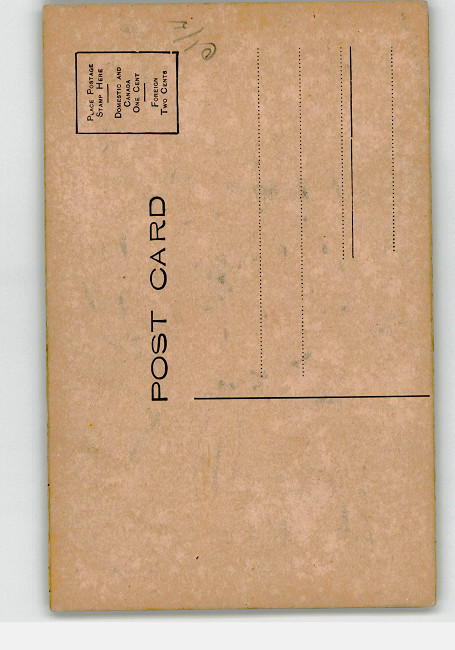 PLACE POSTAGE
STAMP HERE
DOMESTIC AND
CANADA
ONE CENT
FOREIGN
TWO CENTS
POST CARD